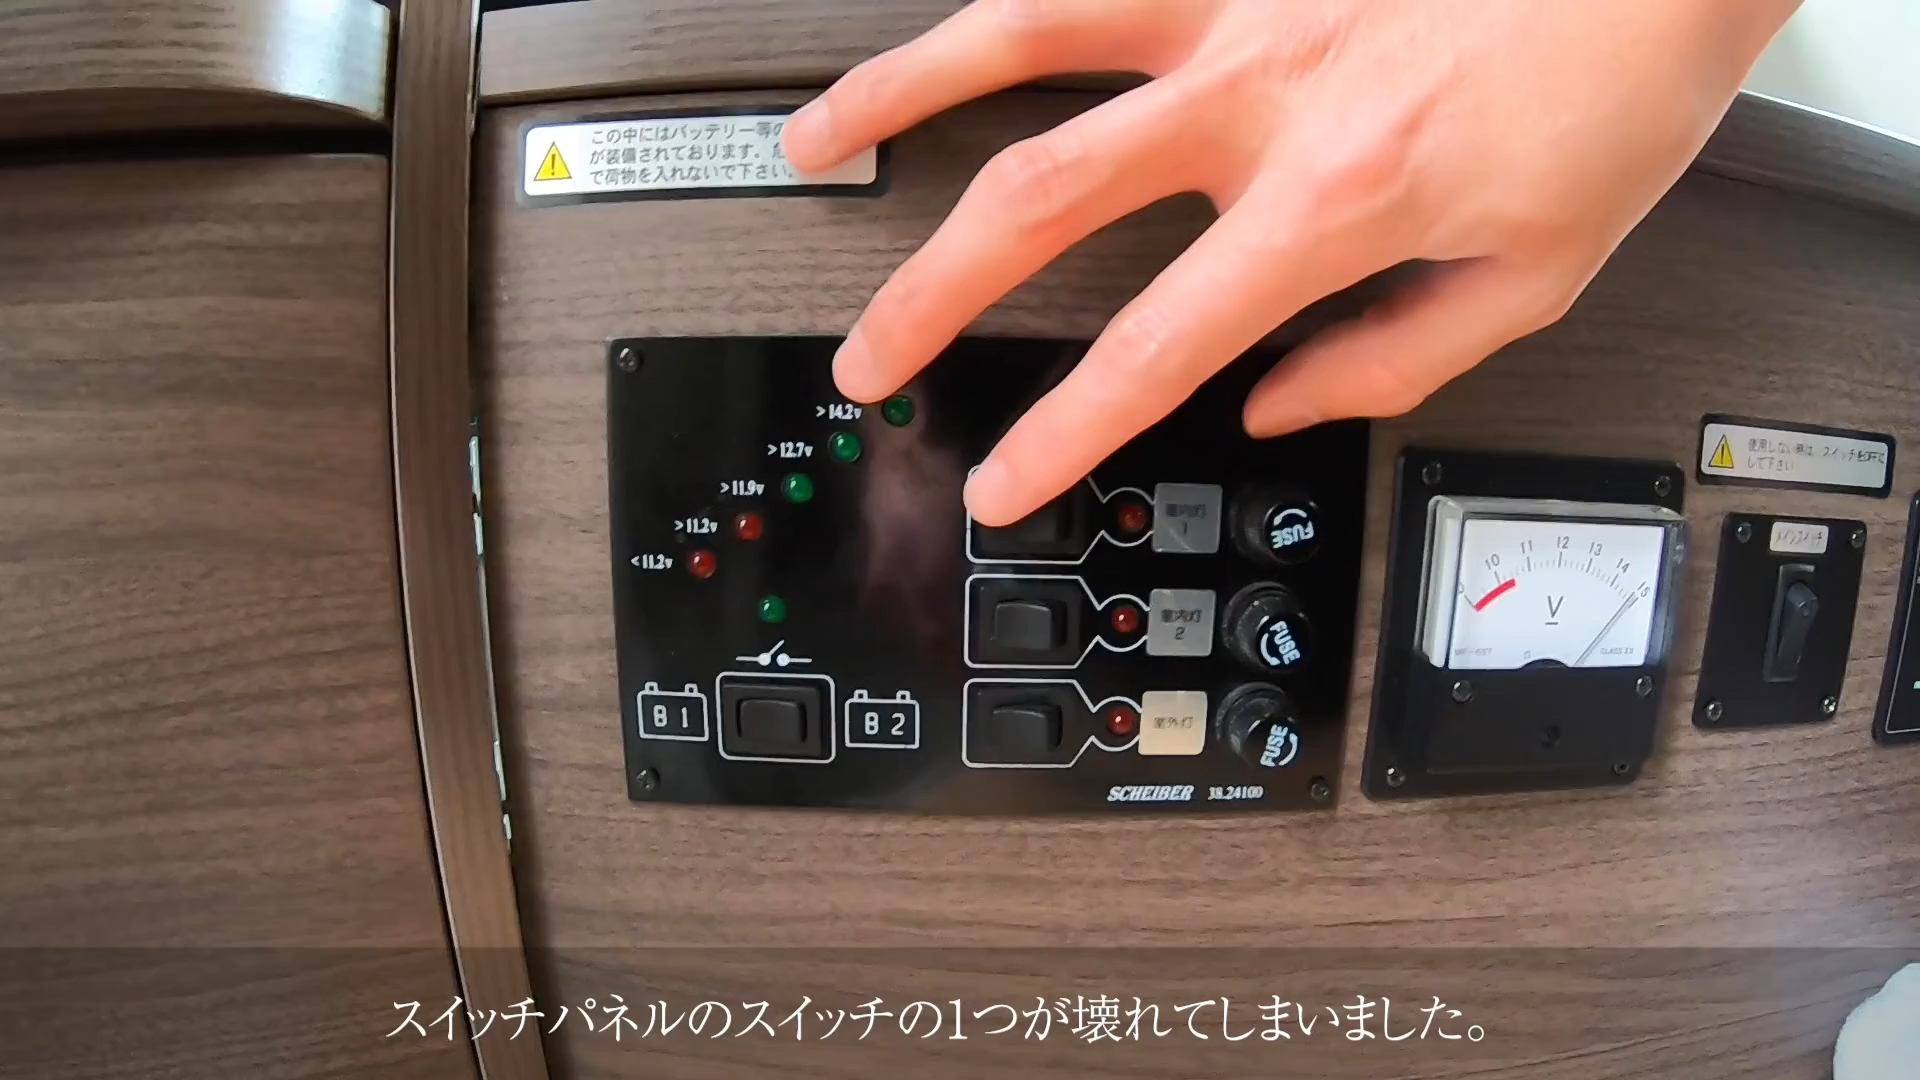 この中にはバッテリー等の
が装備されております。危
で荷物を入れないで下さい。
>14.2v
>12.7v
>11.9v
>11.2v
<11.2v
B 1
B 2
室内灯
1
FUSE
室内灯
2
FUSE
室外灯
FUSE
SCHEIBER 38.24100
10 11 12 13 14 15
V
CLASS 2.5
使用しない時は、スイッチをOFFに
して下さい
メインスイッチ
スイッチパネルのスイッチの1つが壊れてしまいました。